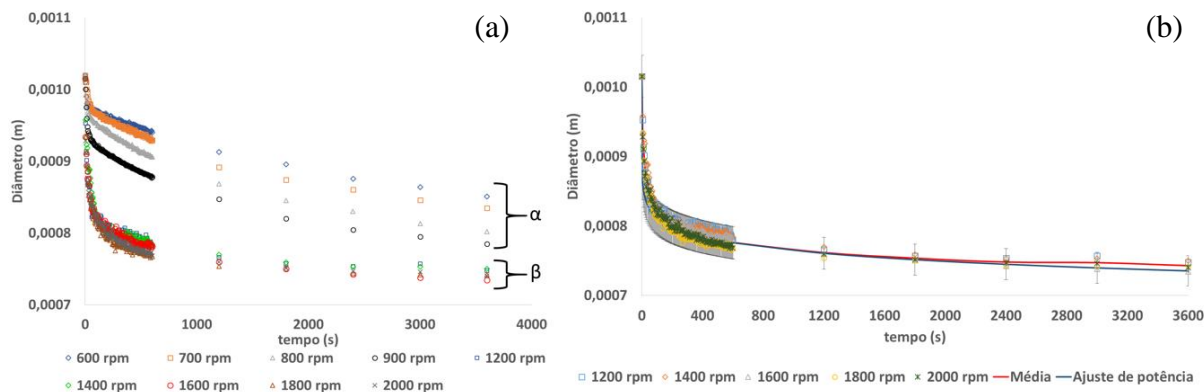 (a)
0,0011
0,0010
0,0009
0,0008
0,0007
Diâmetro (m)
α
β
0 1000 2000 3000 4000
tempo (s)
600 rpm 700 rpm 800 rpm 900 rpm 1200 rpm
1400 rpm 1600 rpm 1800 rpm 2000 rpm
(b)
0,0011
0,0010
0,0009
0,0008
0,0007
Diâmetro (m)
0 400 800 1200 1600 2000 2400 2800 3200 3600
tempo (s)
1200 rpm 1400 rpm 1600 rpm 1800 rpm 2000 rpm Média Ajuste de potência